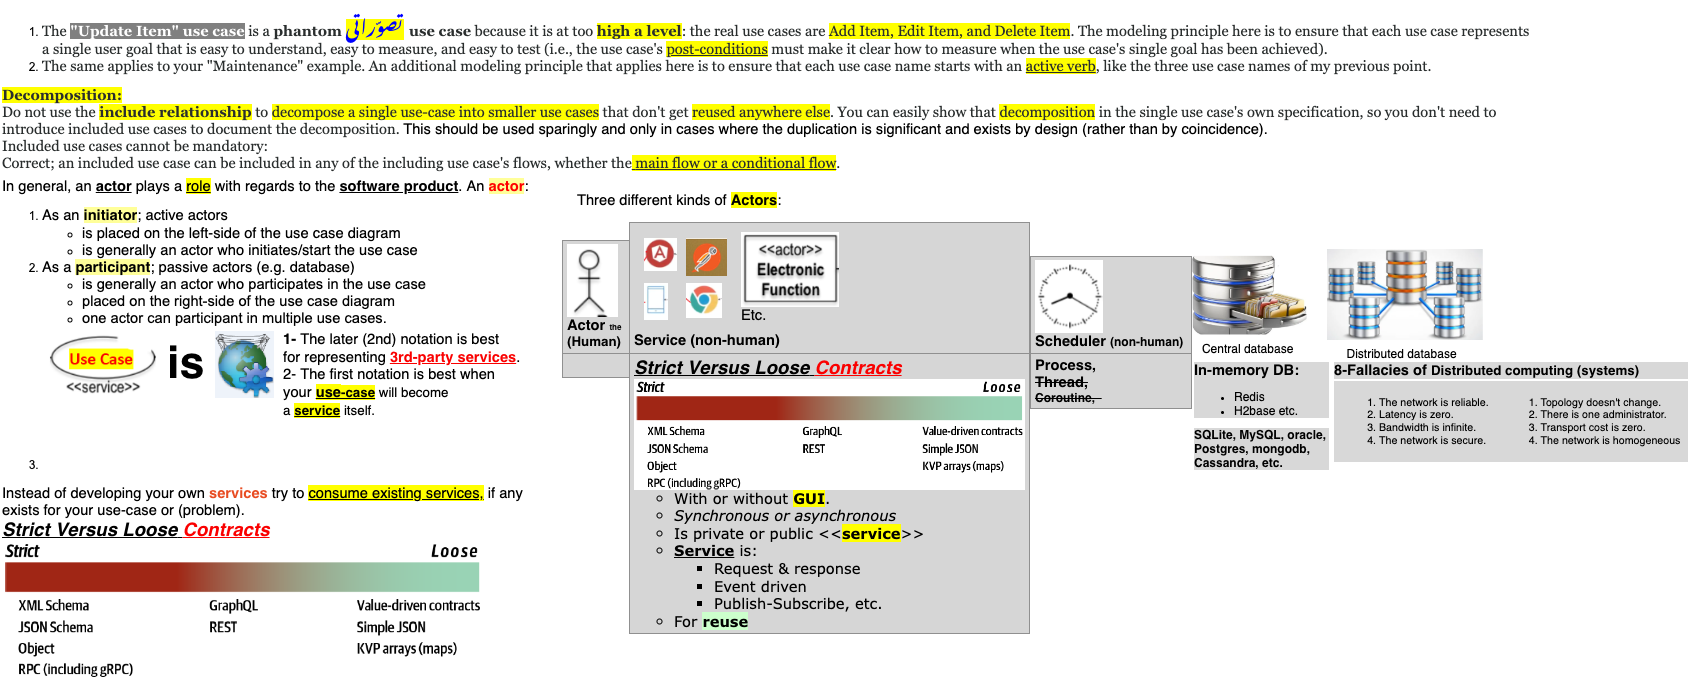 1. The "Update Item" use case is a phantom تصوّراتی use case because it is at too high a level: the real use cases are Add Item, Edit Item, and Delete Item. The modeling principle here is to ensure that each use case represents
a single user goal that is easy to understand, easy to measure, and easy to test (i.e., the use case's post-conditions must make it clear how to measure when the use case's single goal has been achieved).
2. The same applies to your "Maintenance" example. An additional modeling principle that applies here is to ensure that each use case name starts with an active verb, like the three use case names of my previous point.
Decomposition:
Do not use the include relationship to decompose a single use-case into smaller use cases that don't get reused anywhere else. You can easily show that decomposition in the single use case's own specification, so you don't need to
introduce included use cases to document the decomposition. This should be used sparingly and only in cases where the duplication is significant and exists by design (rather than by coincidence).
Included use cases cannot be mandatory:
Correct; an included use case can be included in any of the including use case's flows, whether the main flow or a conditional flow.
In general, an actor plays a role with regards to the software product. An actor:
1. As an initiator; active actors
◦ is placed on the left-side of the use case diagram
◦ is generally an actor who initiates/start the use case
2. As a participant; passive actors (e.g. database)
◦ is generally an actor who participates in the use case
◦ placed on the right-side of the use case diagram
◦ one actor can participate in multiple use cases.
Use Case
<<service>>
is
1- The later (2nd) notation is best
for representing 3rd-party services.
2- The first notation is best when
your use-case will become
a service itself.
3.
Instead of developing your own services try to consume existing services, if any
exists for your use-case or (problem).
Strict Versus Loose Contracts
Strict Loose
XML Schema GraphQL Value-driven contracts
JSON Schema REST Simple JSON
Object KVP arrays (maps)
RPC (including gRPC)
Three different kinds of Actors:
Actor the
(Human)
<<actor>>
Electronic
Function
Etc.
Service (non-human)
Scheduler (non-human)
Strict Versus Loose Contracts
Strict Loose
XML Schema GraphQL Value-driven contracts
JSON Schema REST Simple JSON
Object KVP arrays (maps)
RPC (including gRPC)
◦ With or without GUI.
◦ Synchronous or asynchronous
◦ Is private or public <<service>>
◦ Service is:
▪ Request & response
▪ Event driven
▪ Publish-Subscribe, etc.
◦ For reuse
Process,
Thread,
Coroutine,
Central database
In-memory DB:
• Redis
• H2base etc.
SQLite, MySQL, oracle,
Postgres, mongodb,
Cassandra, etc.
Distributed database
8-Fallacies of Distributed computing (systems)
1. The network is reliable.
2. Latency is zero.
3. Bandwidth is infinite.
4. The network is secure.
1. Topology doesn't change.
2. There is one administrator.
3. Transport cost is zero.
4. The network is homogeneous